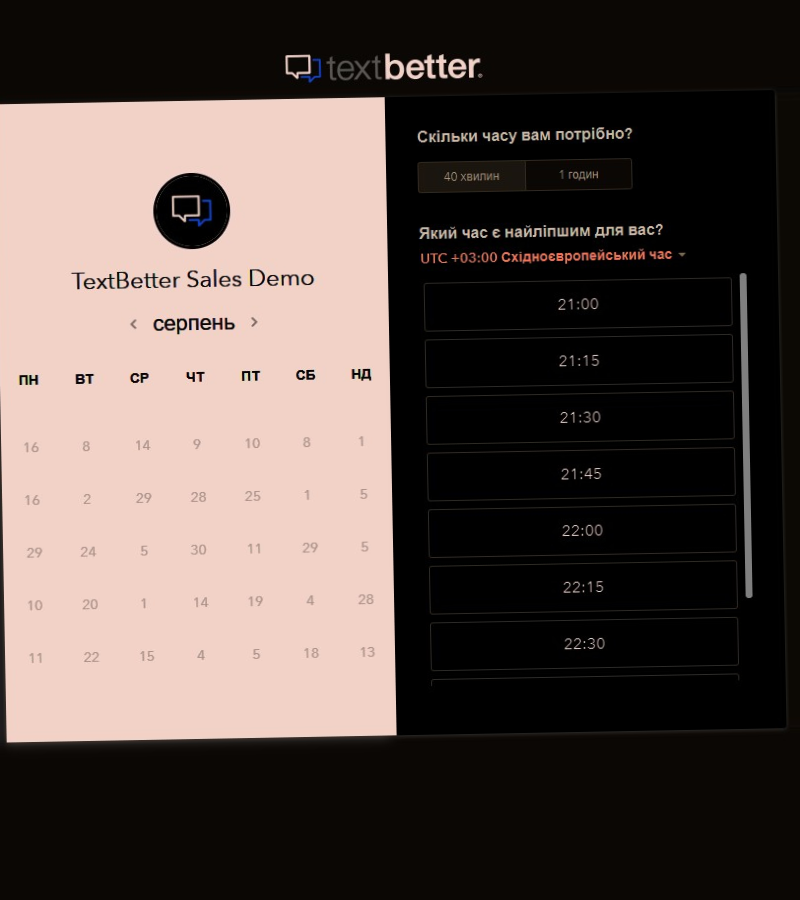 textbetter.
TextBetter Sales Demo
серпень
ПН ВТ СР ЧТ ПТ СБ НД
16 8 14 9 10 8 1
16 2 29 28 25 1 5
29 24 5 30 11 29 5
10 20 1 14 19 4 28
11 22 15 4 5 18 13
Скільки часу вам потрібно?
40 хвилин 1 годин
Який час є найліпшим для вас?
UTC +03:00 Східноєвропейський час
21:00
21:15
21:30
21:45
22:00
22:15
22:30